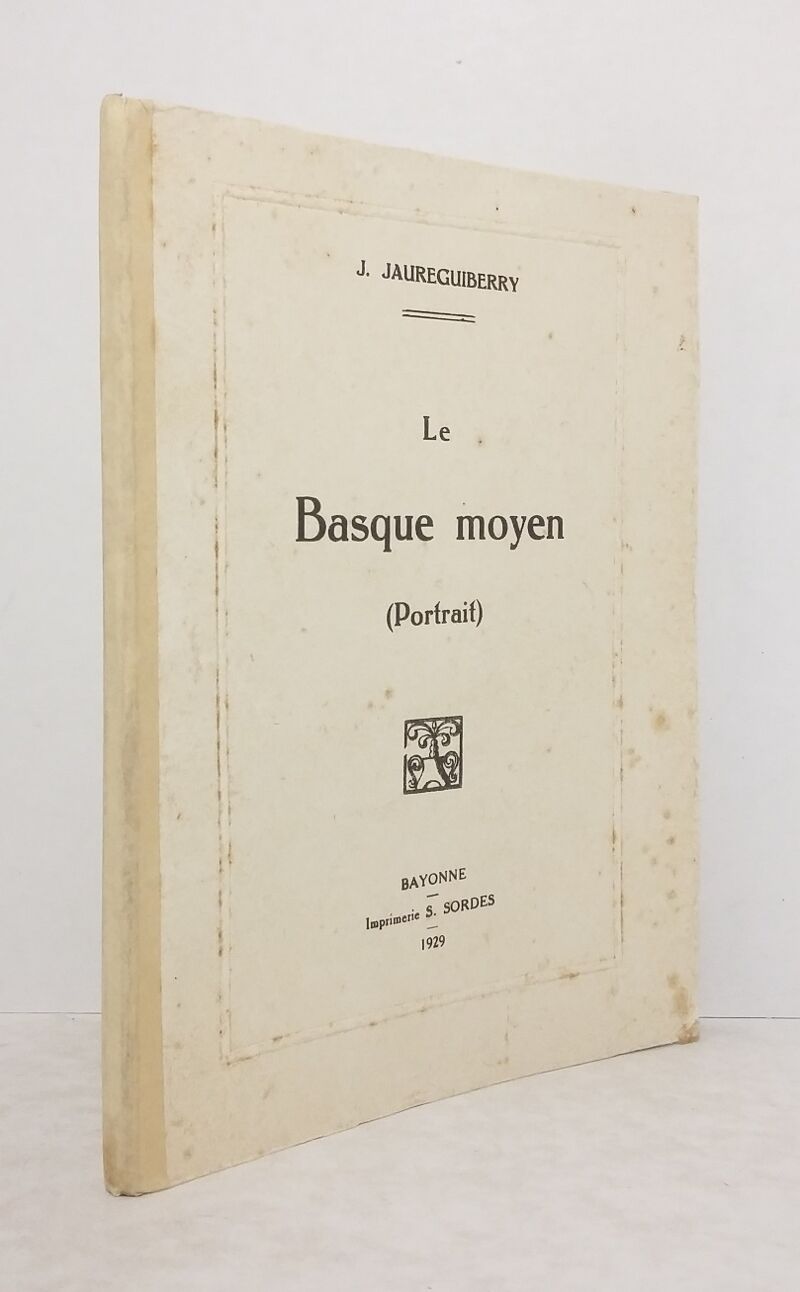 J. JAUREGUIBERRY
Le
Basque moyen
(Portrait)
BAYONNE
Imprimerie S. SORDES
1929